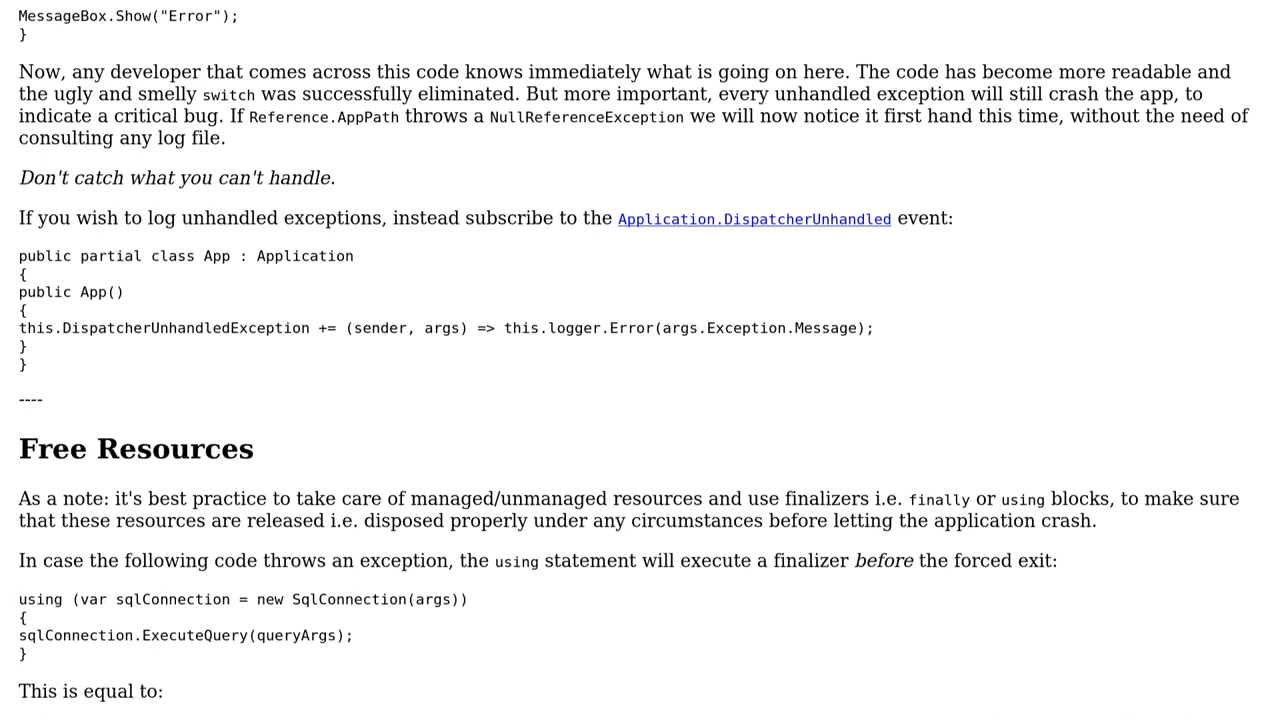 MessageBox.Show("Error");
}
Now, any developer that comes across this code knows immediately what is going on here. The code has become more readable and
the ugly and smelly switch was successfully eliminated. But more important, every unhandled exception will still crash the app, to
indicate a critical bug. If Reference.AppPath throws a NullReferenceException we will now notice it first hand this time, without the need of
consulting any log file.
Don't catch what you can't handle.
If you wish to log unhandled exceptions, instead subscribe to the Application.DispatcherUnhandled event:
public partial class App : Application
{
public App()
{
this.DispatcherUnhandledException += (sender, args) => this.logger.Error(args.Exception.Message);
}
}
----
Free Resources
As a note: it's best practice to take care of managed/unmanaged resources and use finalizers i.e. finally or using blocks, to make sure
that these resources are released i.e. disposed properly under any circumstances before letting the application crash.
In case the following code throws an exception, the using statement will execute a finalizer before the forced exit:
using (var sqlConnection = new SqlConnection(args))
{
sqlConnection.ExecuteQuery(queryArgs);
}
This is equal to: